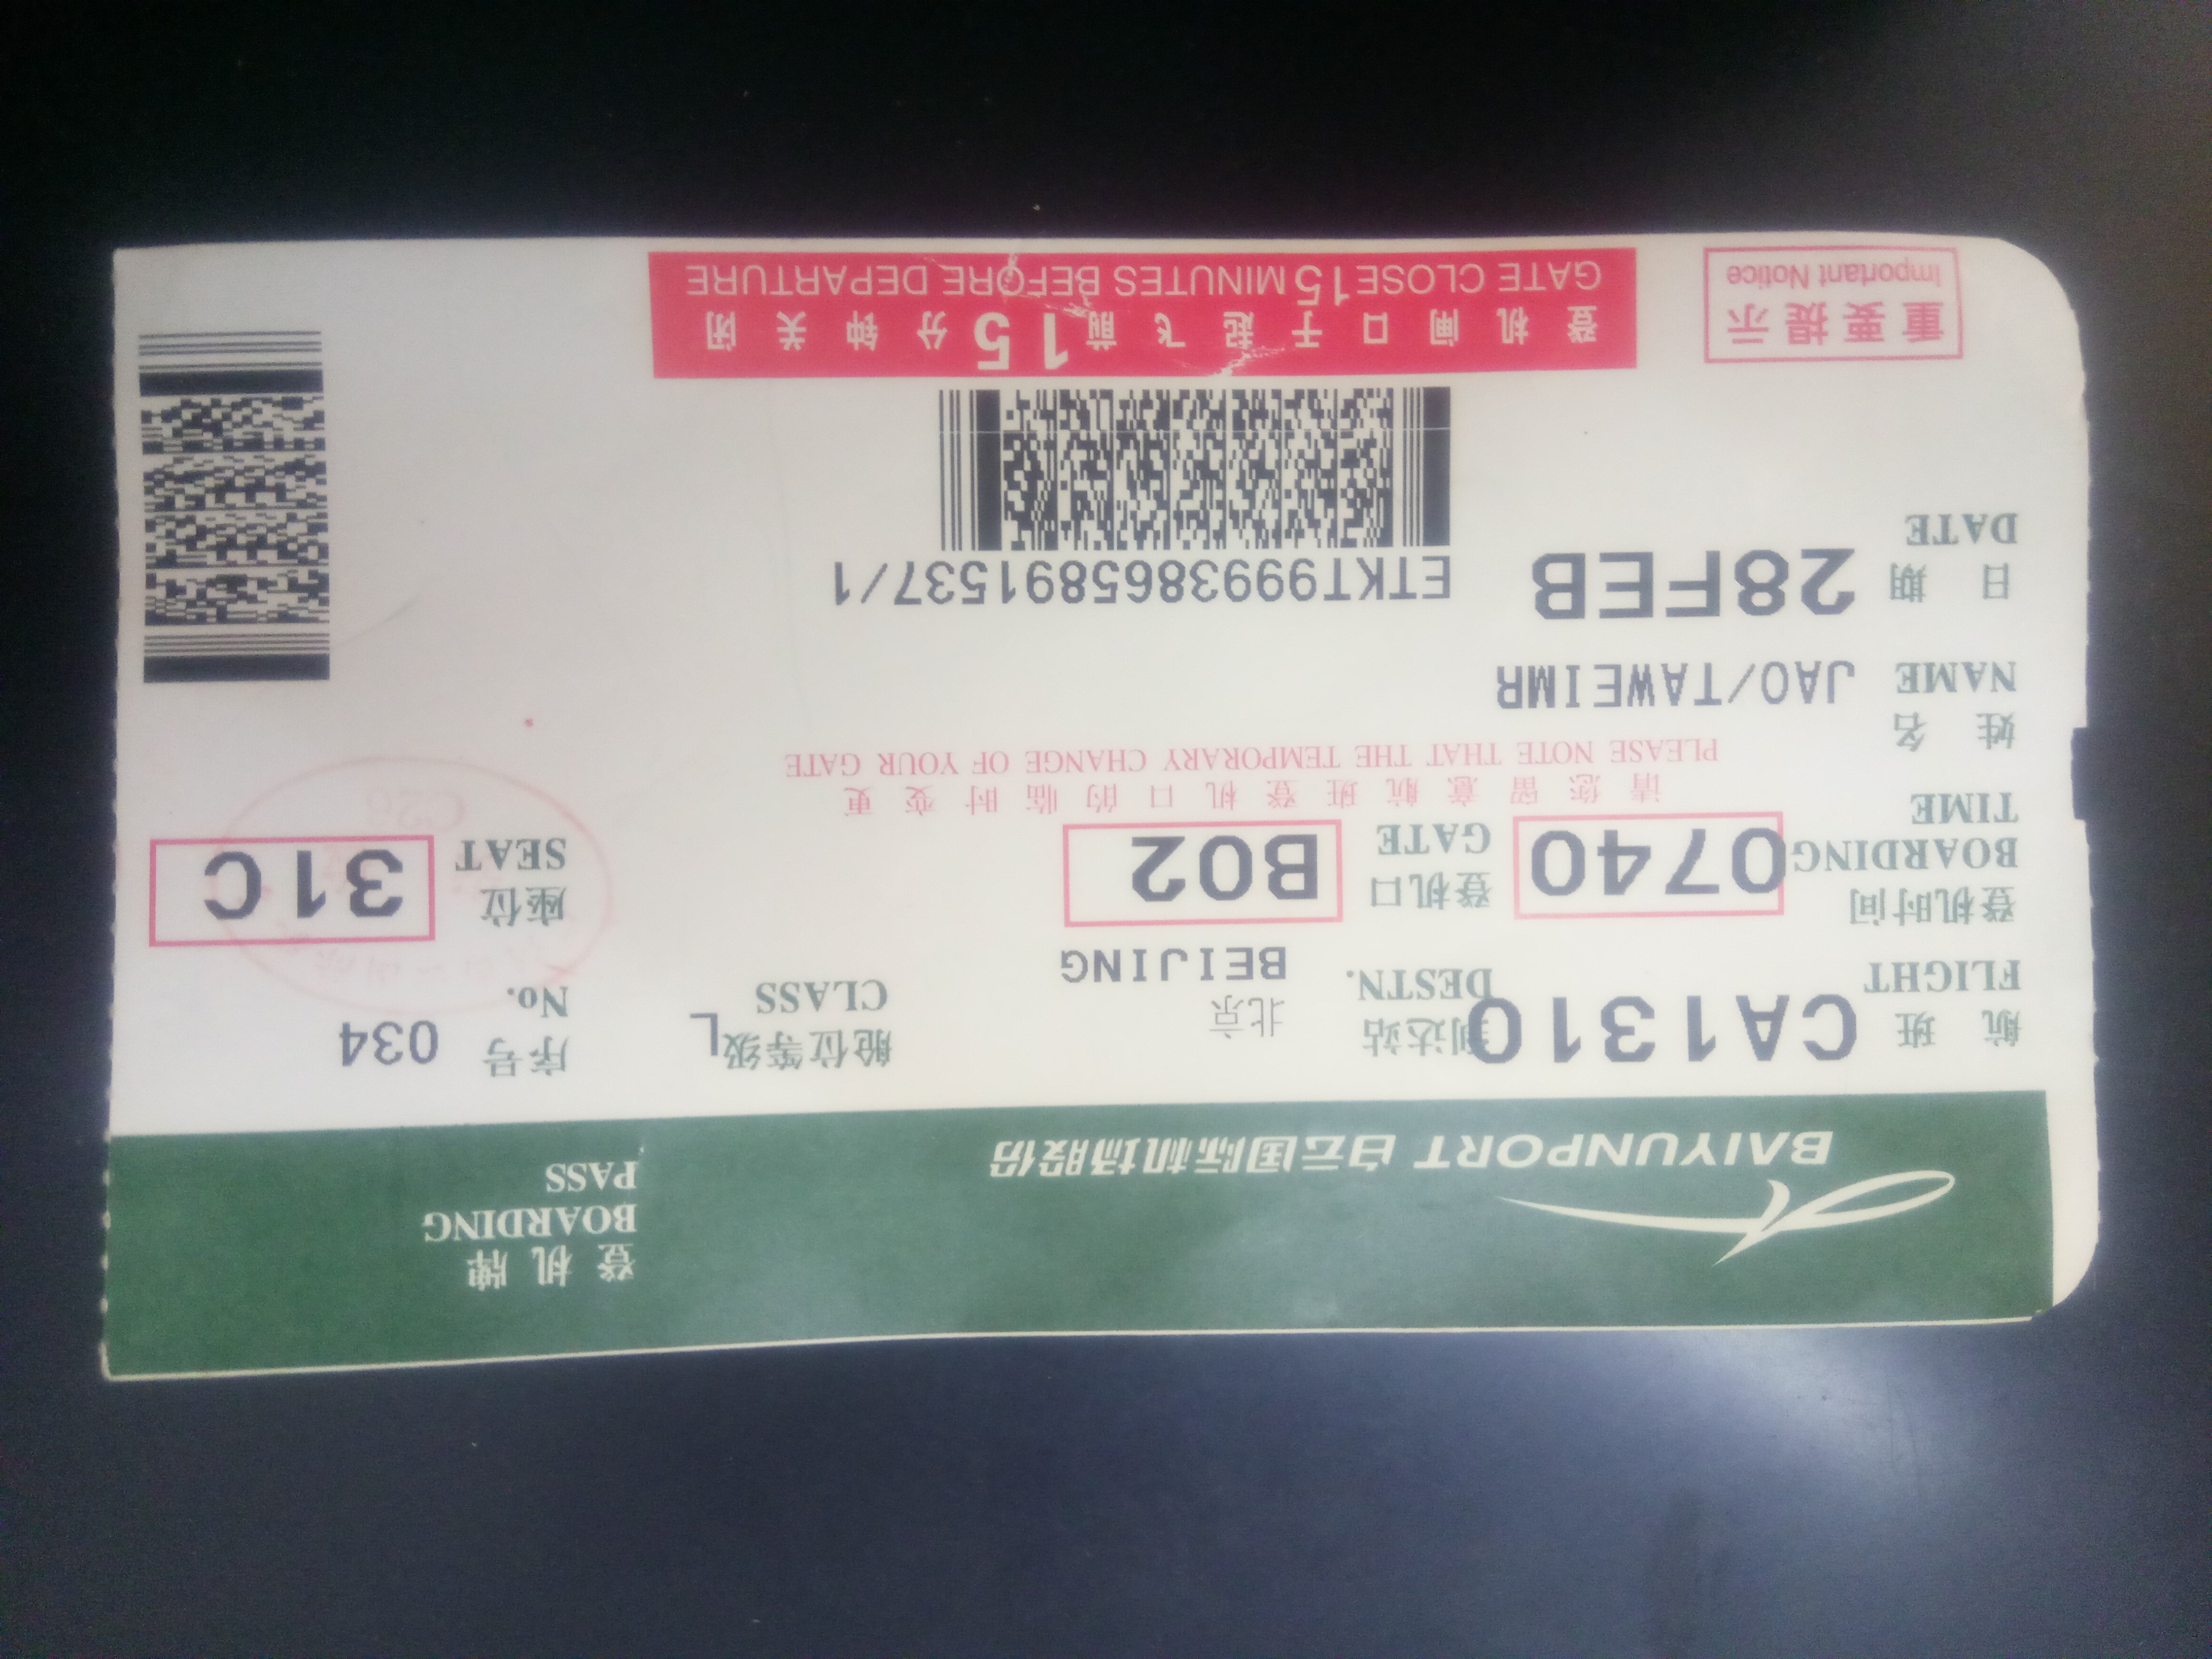 BAIYUNPORT 白云国际机场股份
登机牌
BOARDING
PASS
航班 CA1310 到达站 北京 舱位等级 L 序号 034
FLIGHT DESTN. BEIJING CLASS No.
登机时间 0740 登机口 B02 座位 31C
BOARDING GATE SEAT
TIME
请您留意航班登机口的临时变更
PLEASE NOTE THAT THE TEMPORARY CHANGE OF YOUR GATE
姓名
NAME JAO/TAWEIMR
日期 28FEB ETKT9993865891537/1
DATE
重要提示 登机闸口于起飞前15分钟关闭
Important Notice GATE CLOSE15 MINUTES BEFORE DEPARTURE